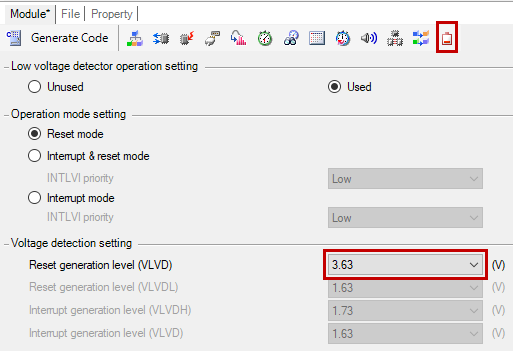 Module* File Property
Generate Code
Low voltage detector operation setting
Unused Used
Operation mode setting
Reset mode
Interrupt & reset mode
INTLVI priority Low
Interrupt mode
INTLVI priority Low
Voltage detection setting
Reset generation level (VLVD) 3.63 (V)
Reset generation level (VLVDL) 1.63 (V)
Interrupt generation level (VLVDH) 1.73 (V)
Interrupt generation level (VLVD) 1.63 (V)